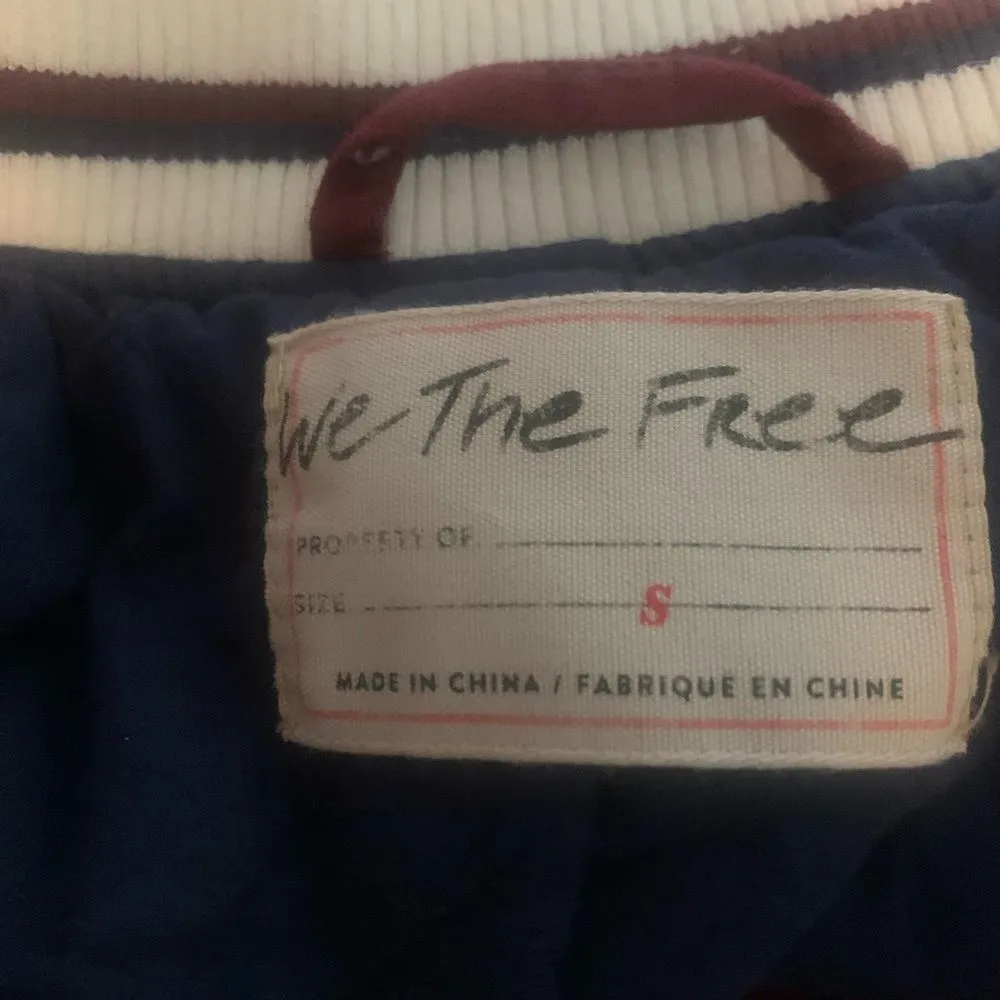 We The Free
PROPERTY OF
SIZE S
MADE IN CHINA / FABRIQUE EN CHINE